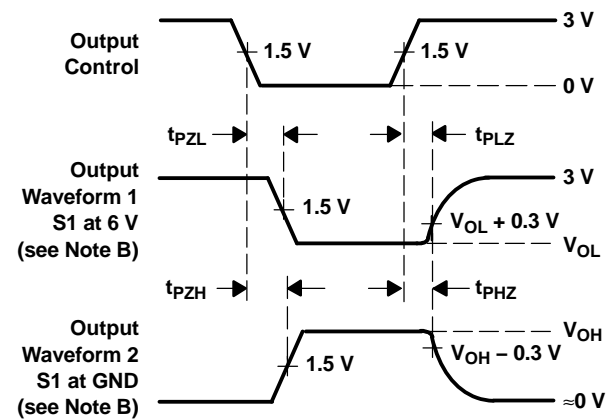 3 V
Output
Control
1.5 V
1.5 V
0 V
tPZL
tPLZ
Output
Waveform 1
S1 at 6 V
(see Note B)
3 V
1.5 V
VOL + 0.3 V
VOL
tPZH
tPHZ
Output
Waveform 2
S1 at GND
(see Note B)
VOH
1.5 V
VOH − 0.3 V
≈0 V